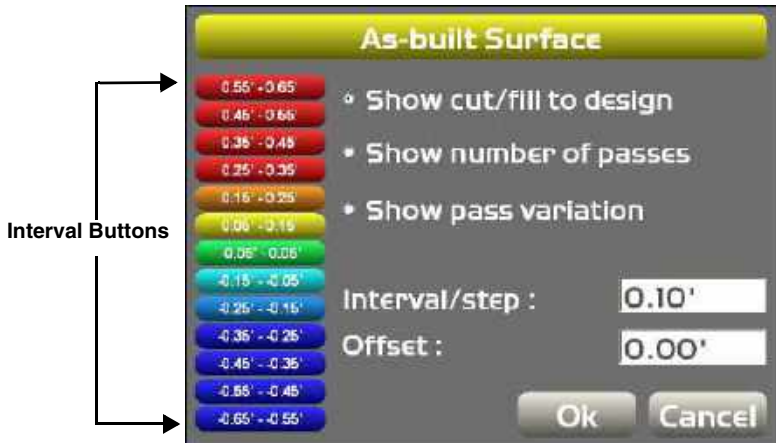 As-built Surface
Interval Buttons
0.55' - 0.65'
0.45' - 0.55'
0.35' - 0.45'
0.25' - 0.35'
0.15' - 0.25'
0.05' - 0.15'
-0.05' - 0.05'
-0.15' - -0.05'
-0.25' - -0.15'
-0.35' - -0.25'
-0.45' - -0.35'
-0.55' - -0.45'
-0.65' - -0.55'
Show cut/fill to design
Show number of passes
Show pass variation
Interval/step : 0.10'
Offset : 0.00'
Ok Cancel